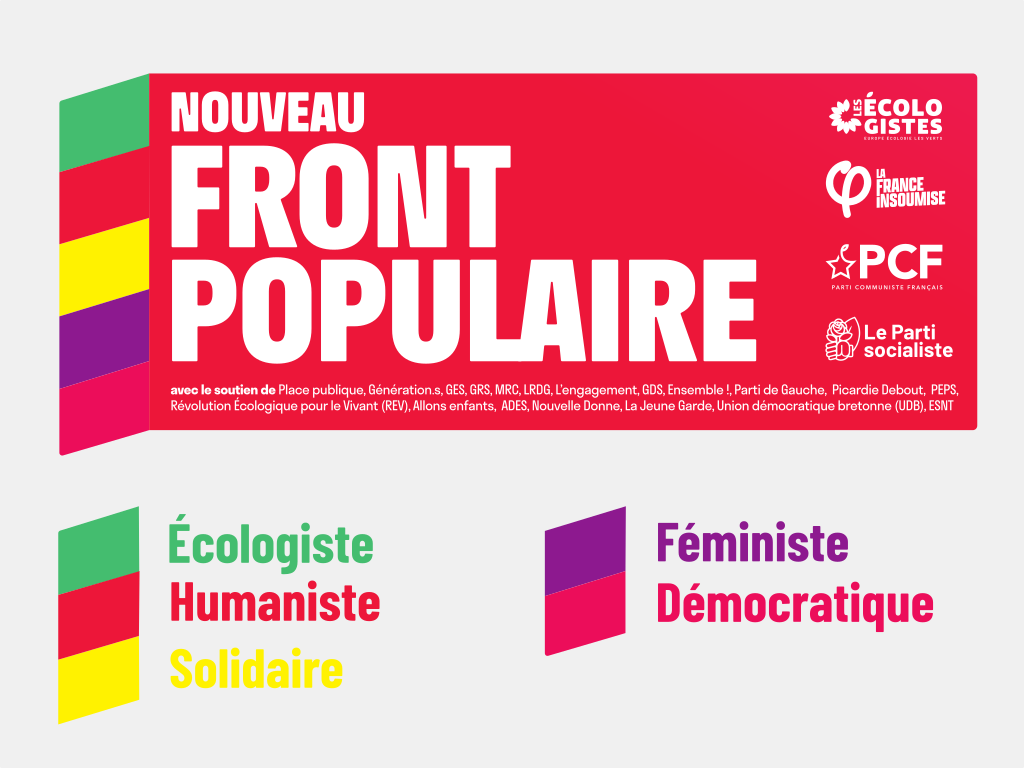 NOUVEAU
FRONT
POPULAIRE
avec le soutien de Place publique, Génération.s, GES, GRS, MRC, LRDG, L'engagement, GDS, Ensemble !, Parti de Gauche, Picardie Debout, PEPS,
Révolution Écologique pour le Vivant (REV), Allons enfants, ADES, Nouvelle Donne, La Jeune Garde, Union démocratique bretonne (UDB), ESNT
LES ÉCOLO
GISTES
EUROPE ÉCOLOGIE LES VERTS
LA
FRANCE
iNSOUMISE
PCF
PARTI COMMUNISTE FRANÇAIS
Le Parti
socialiste
Écologiste
Humaniste
Solidaire
Féministe
Démocratique